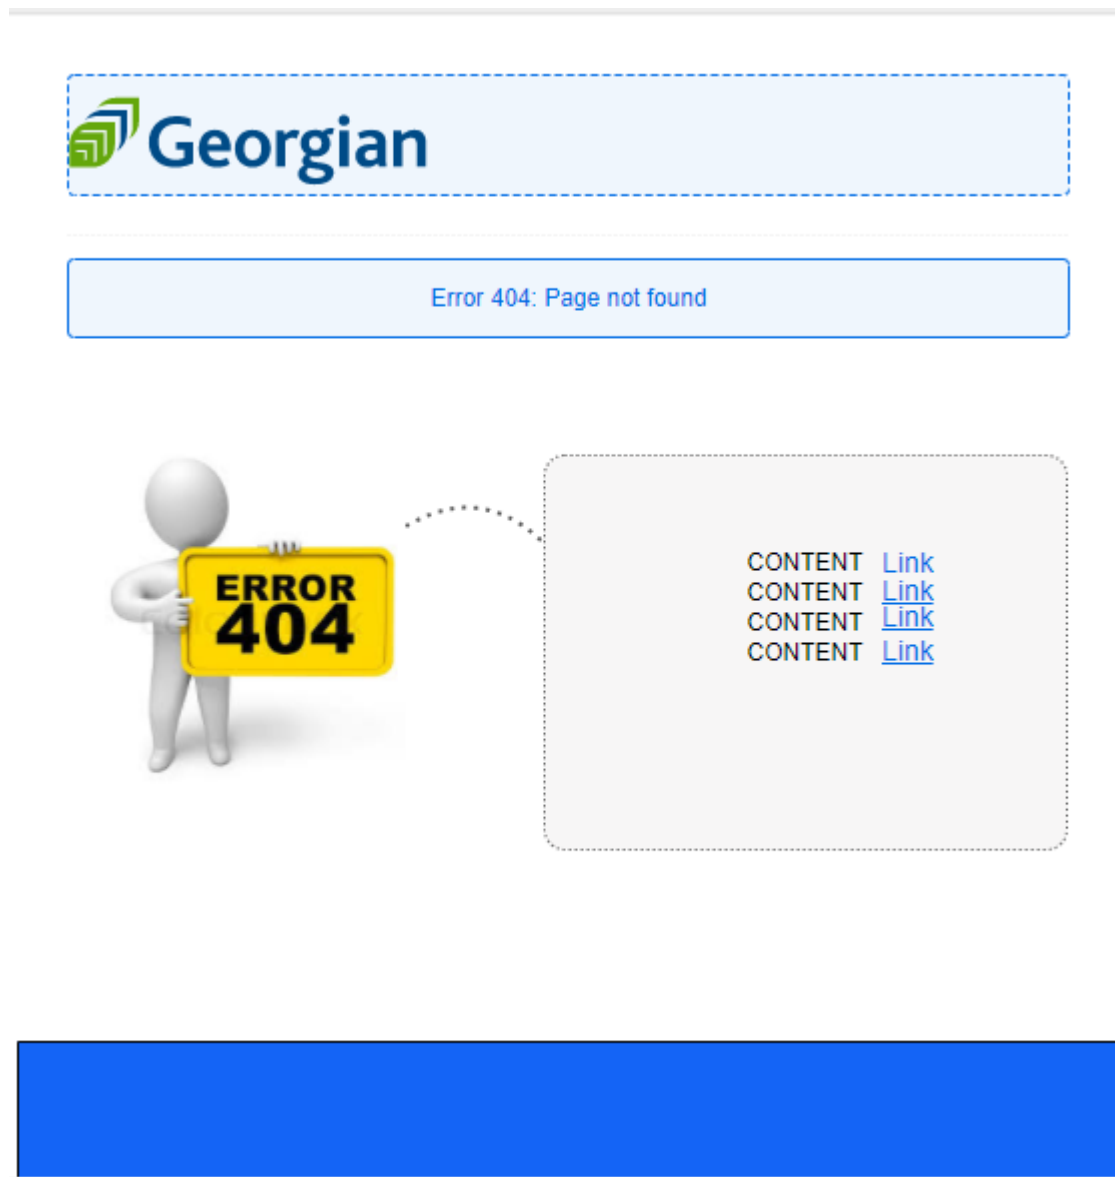 Georgian
Error 404: Page not found
ERROR
404
CONTENT Link
CONTENT Link
CONTENT Link
CONTENT Link